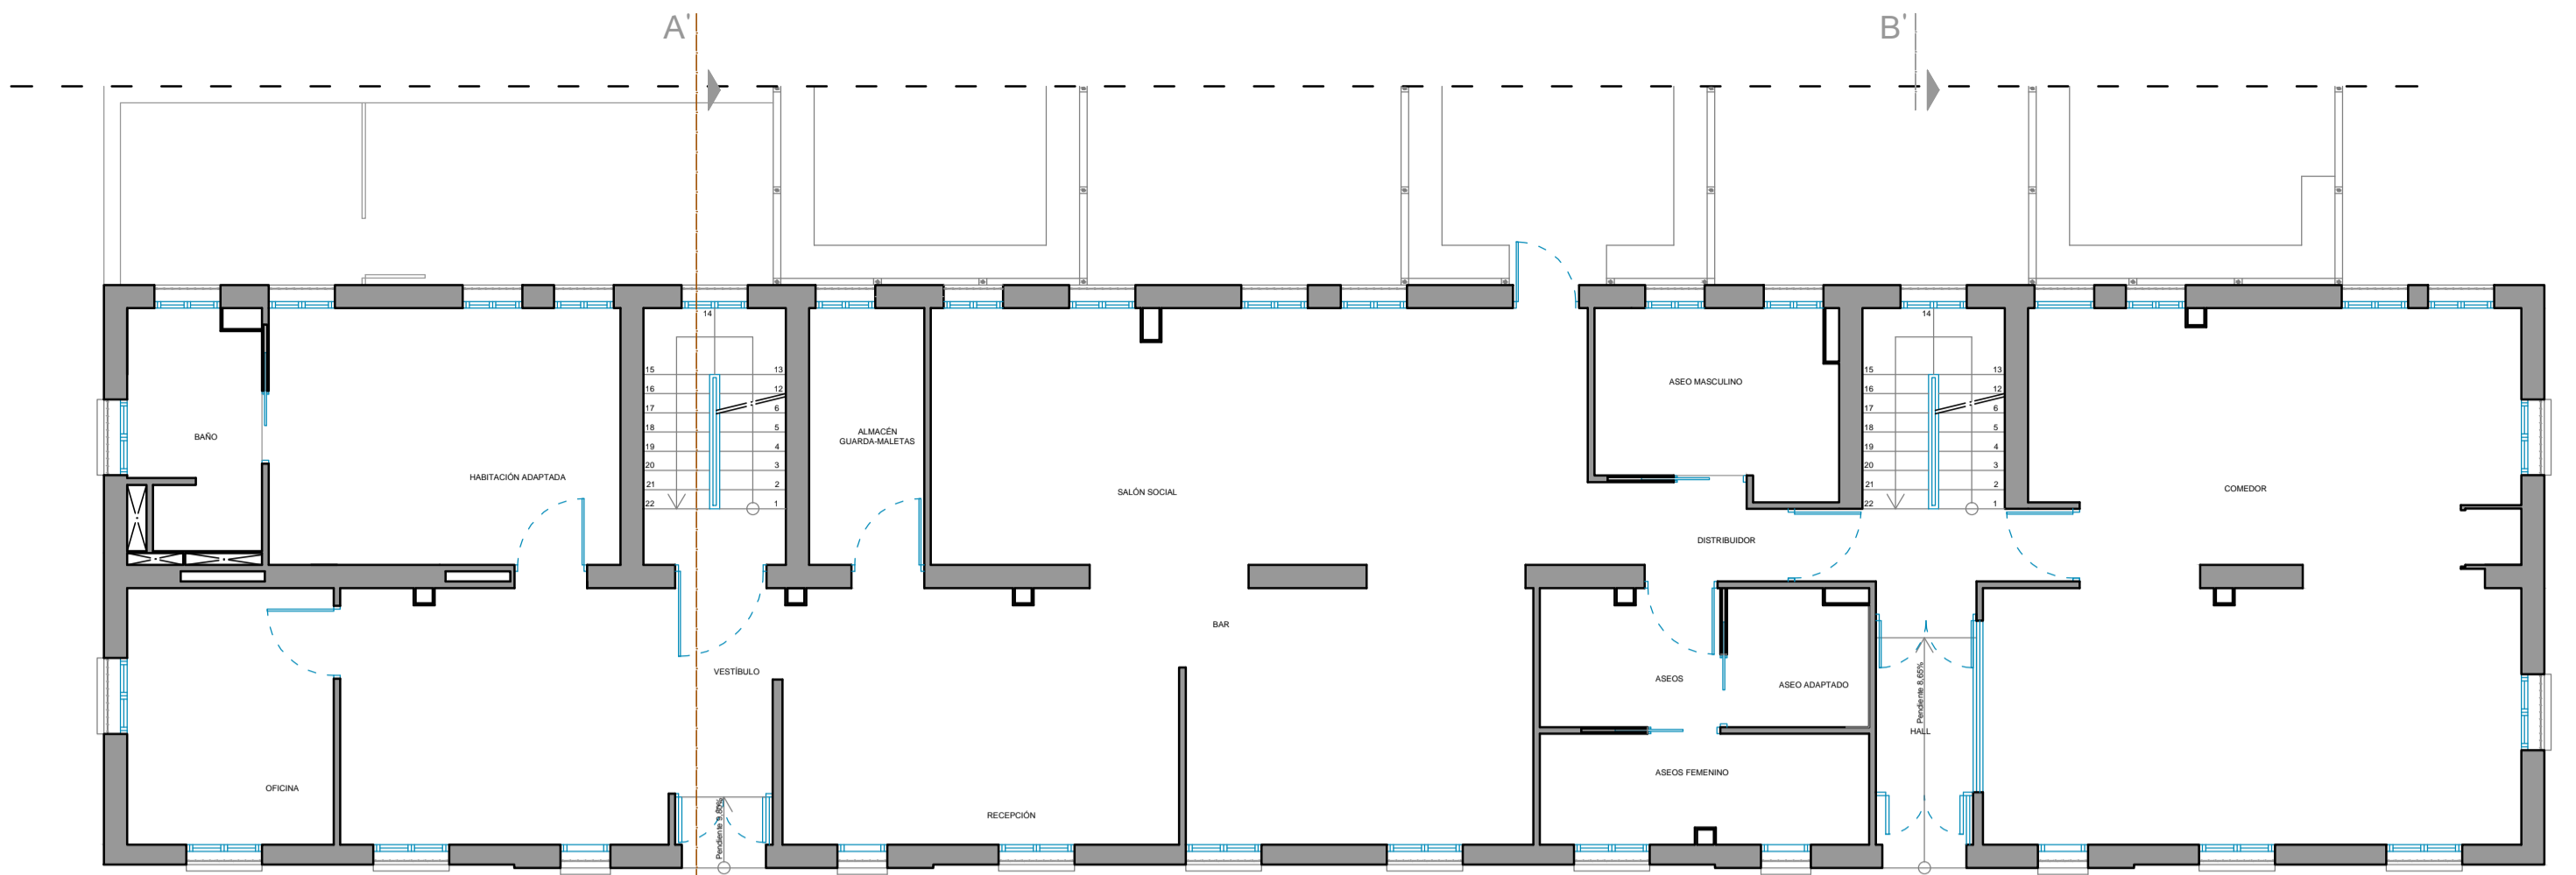 A'
B'
14
15
16
17
18
19
20
21
22
13
12
6
5
4
3
2
1
14
15
16
17
18
19
20
21
22
13
12
6
5
4
3
2
1
BAÑO
HABITACIÓN ADAPTADA
ALMACÉN
GUARDA-MALETAS
SALÓN SOCIAL
ASEO MASCULINO
DISTRIBUIDOR
COMEDOR
OFICINA
VESTÍBULO
Pendiente 9,80%
RECEPCIÓN
BAR
ASEOS
ASEO ADAPTADO
ASEOS FEMENINO
Pendiente 8,65%
HALL